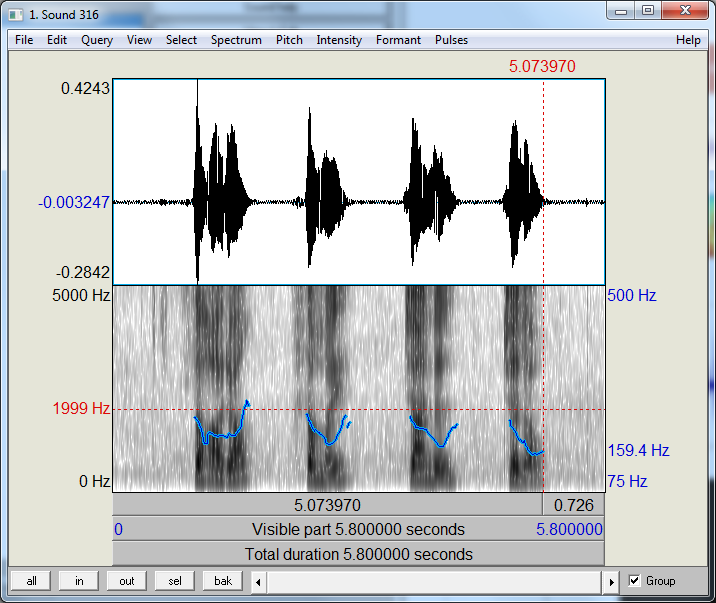 1. Sound 316
File Edit Query View Select Spectrum Pitch Intensity Formant Pulses Help
5.073970
0.4243
-0.003247
-0.2842
5000 Hz 500 Hz
1999 Hz
159.4 Hz
0 Hz 75 Hz
5.073970 0.726
0 Visible part 5.800000 seconds 5.800000
Total duration 5.800000 seconds
all in out sel bak Group